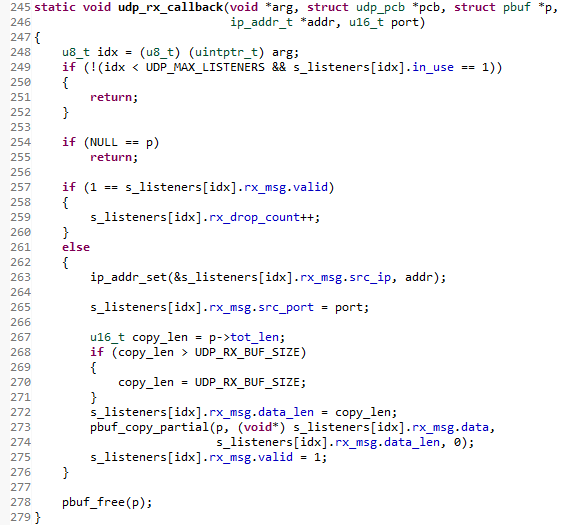 245 static void udp_rx_callback(void *arg, struct udp_pcb *pcb, struct pbuf *p,
246                             ip_addr_t *addr, u16_t port)
247 {
248     u8_t idx = (u8_t) (uintptr_t) arg;
249     if (!(idx < UDP_MAX_LISTENERS && s_listeners[idx].in_use == 1))
250     {
251         return;
252     }
253
254     if (NULL == p)
255         return;
256
257     if (1 == s_listeners[idx].rx_msg.valid)
258     {
259         s_listeners[idx].rx_drop_count++;
260     }
261     else
262     {
263         ip_addr_set(&s_listeners[idx].rx_msg.src_ip, addr);
264
265         s_listeners[idx].rx_msg.src_port = port;
266
267         u16_t copy_len = p->tot_len;
268         if (copy_len > UDP_RX_BUF_SIZE)
269         {
270             copy_len = UDP_RX_BUF_SIZE;
271         }
272         s_listeners[idx].rx_msg.data_len = copy_len;
273         pbuf_copy_partial(p, (void*) s_listeners[idx].rx_msg.data,
274                           s_listeners[idx].rx_msg.data_len, 0);
275         s_listeners[idx].rx_msg.valid = 1;
276     }
277
278     pbuf_free(p);
279 }